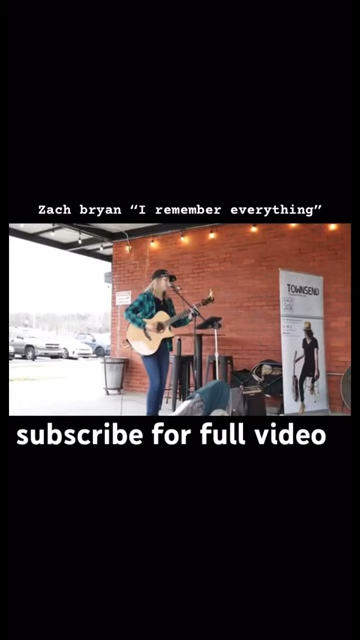 Zach bryan “I remember everything”
TOWNSEND
subscribe for full video